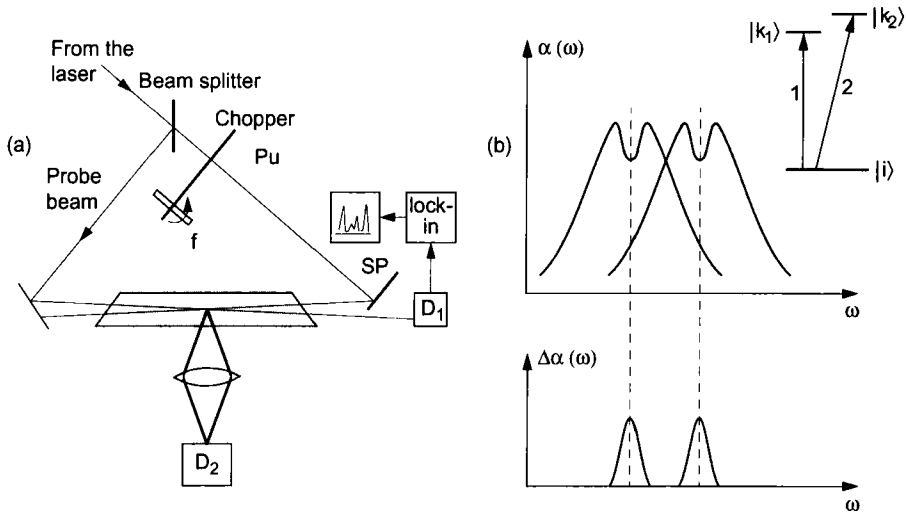 (a)
From the
laser
Beam splitter
Chopper
Pu
Probe
beam
f
lock-
in
SP
D₁
D₂
(b)
α (ω)
|k₁⟩
|k₂⟩
1
2
|i⟩
ω
Δα (ω)
ω